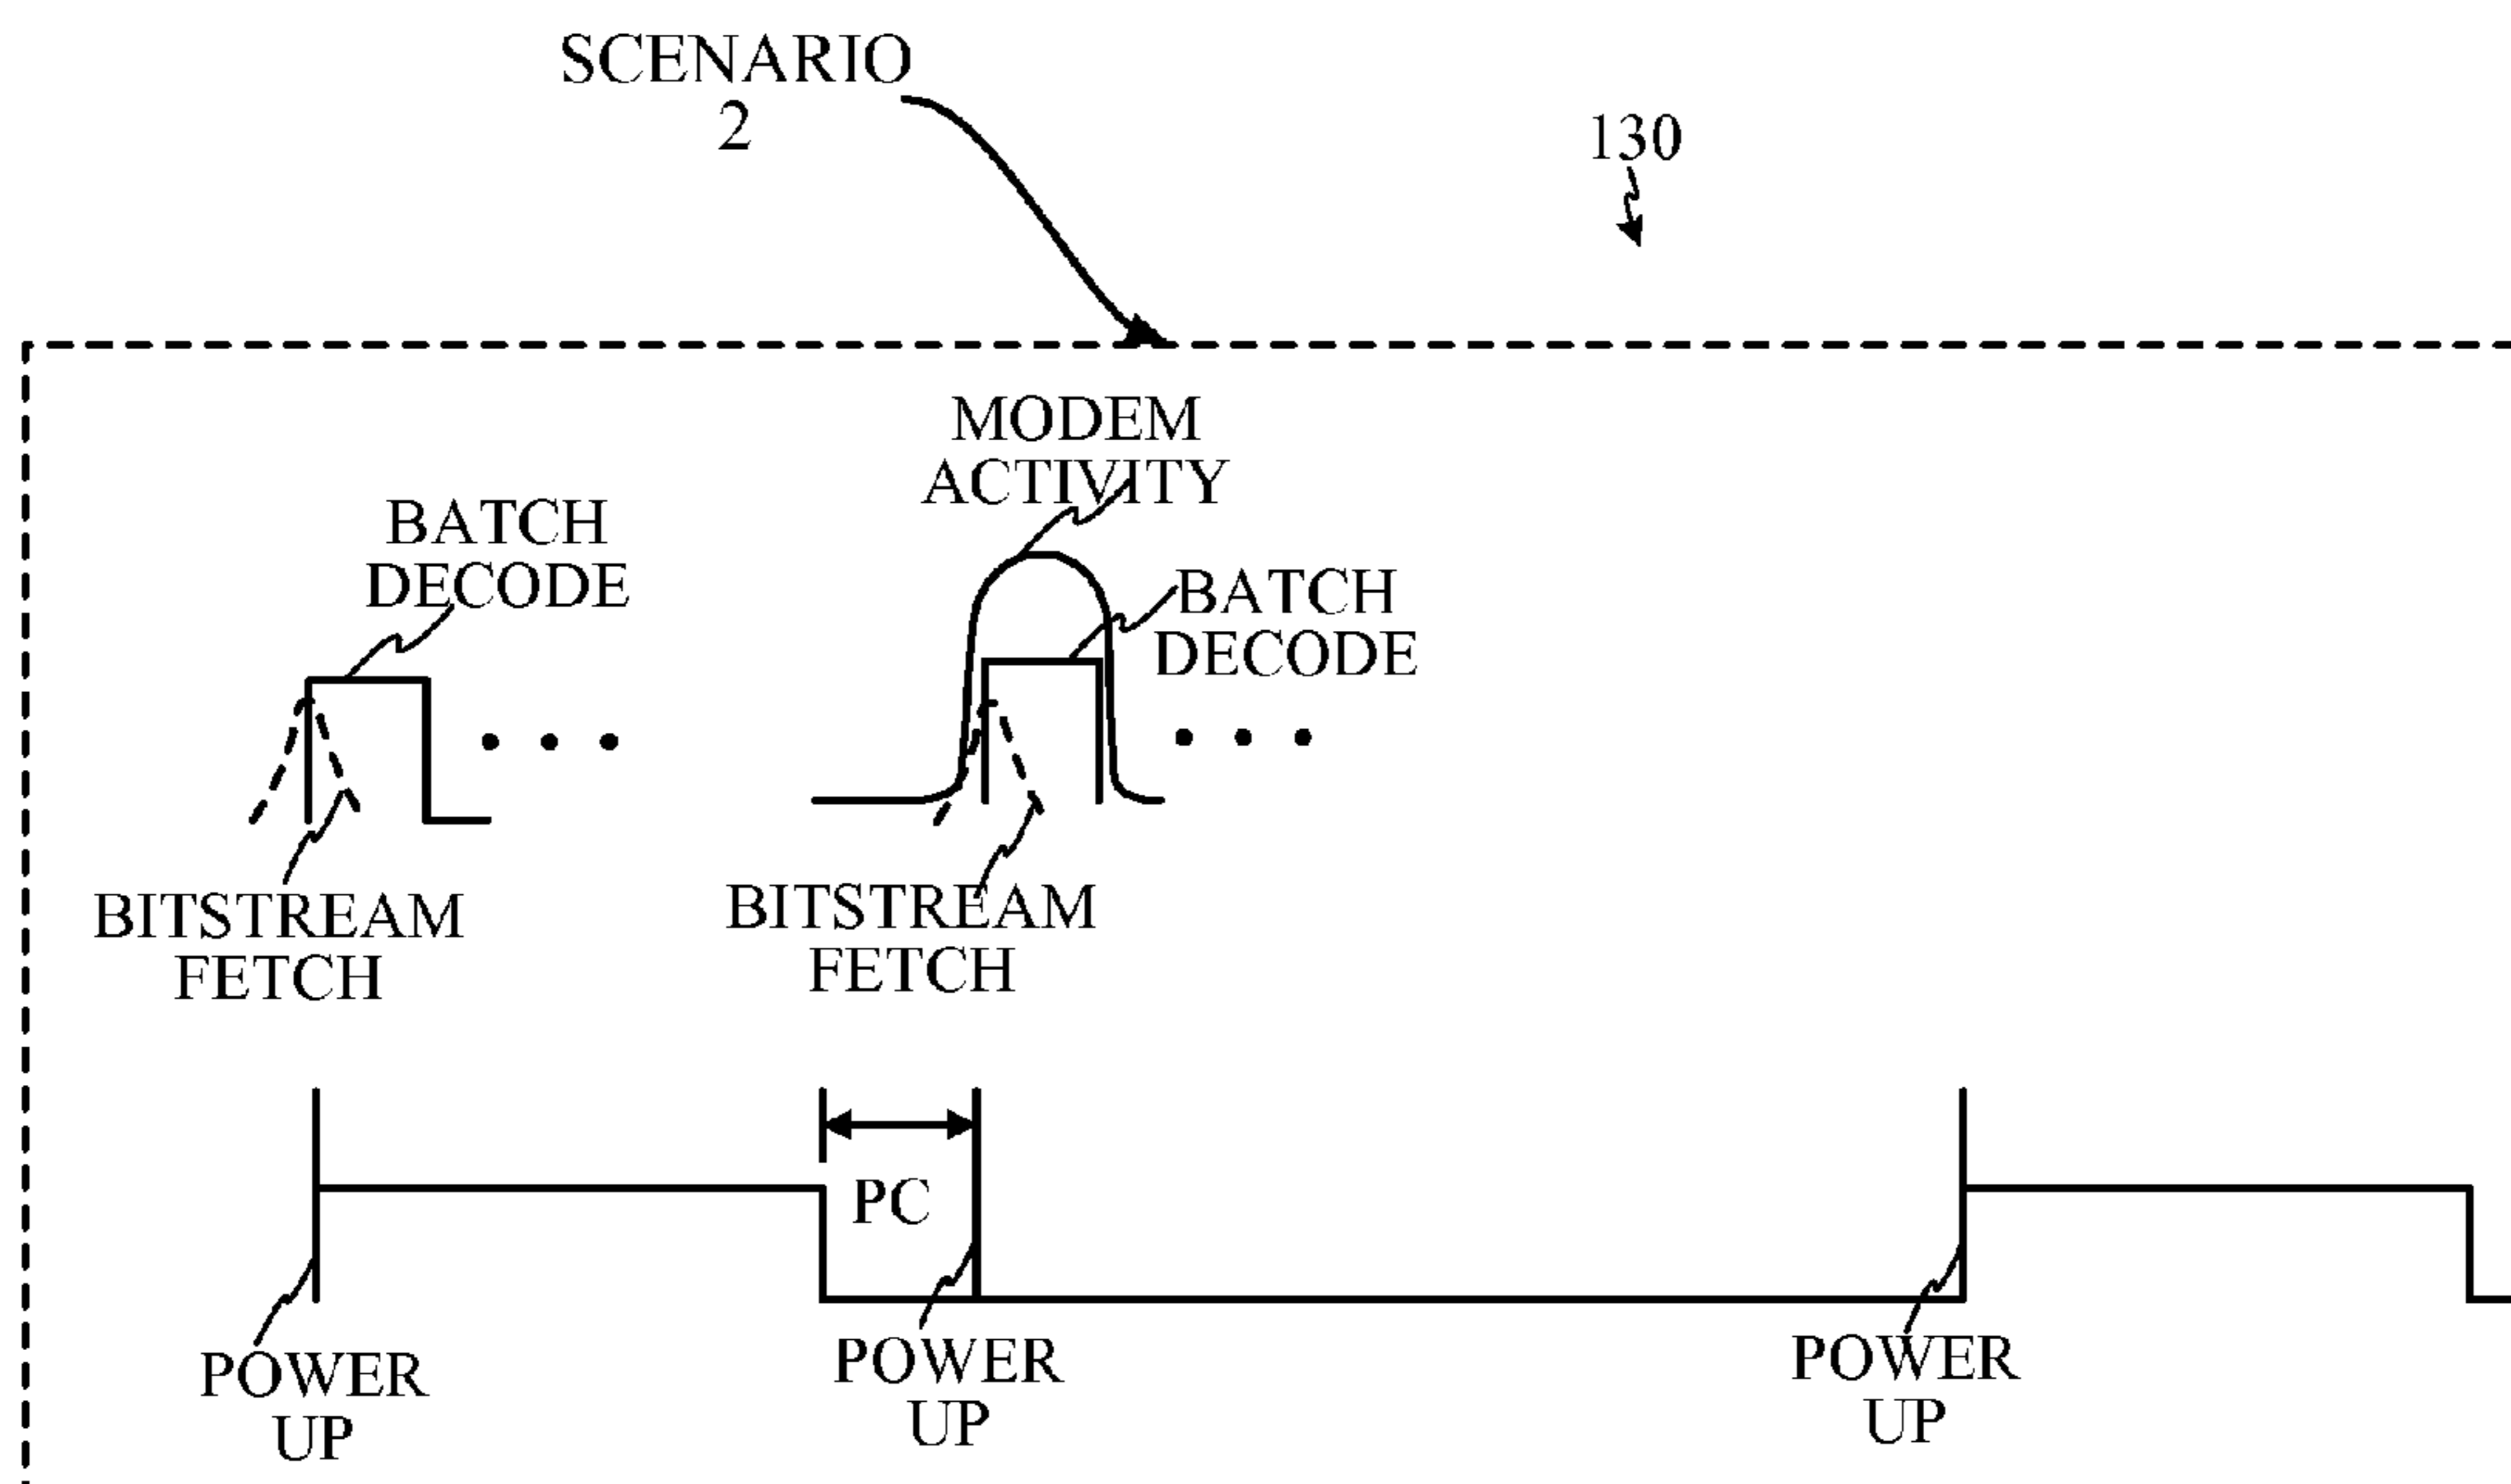 SCENARIO
2
130
MODEM
ACTIVITY
BATCH
DECODE
BATCH
DECODE
BITSTREAM
FETCH
BITSTREAM
FETCH
PC
POWER
UP
POWER
UP
POWER
UP